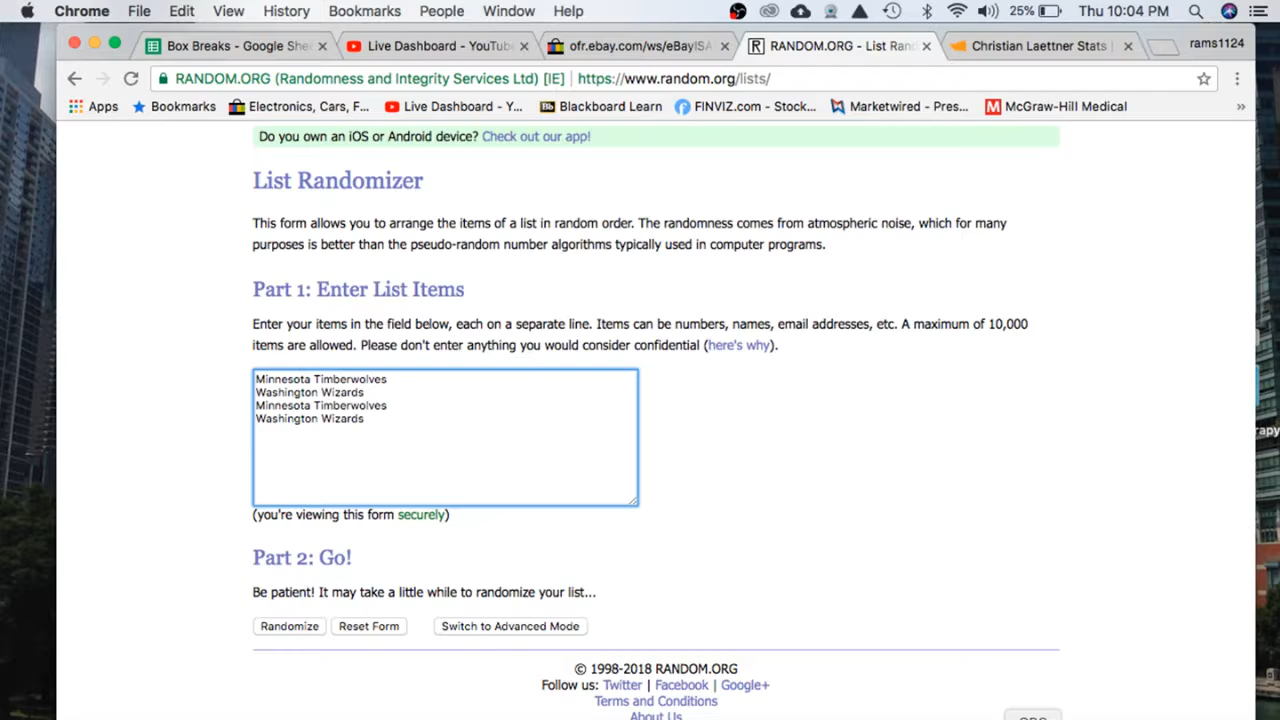 Chrome File Edit View History Bookmarks People Window Help 25% Thu 10:04 PM
Box Breaks - Google She Live Dashboard - YouTube ofr.ebay.com/ws/eBayISA RANDOM.ORG - List Ran Christian Laettner Stats rams1124
RANDOM.ORG (Randomness and Integrity Services Ltd) [IE] https://www.random.org/lists/
Apps Bookmarks Electronics, Cars, F... Live Dashboard - Y... Blackboard Learn FINVIZ.com - Stock... Marketwired - Pres... McGraw-Hill Medical »
Do you own an iOS or Android device? Check out our app!
List Randomizer
This form allows you to arrange the items of a list in random order. The randomness comes from atmospheric noise, which for many
purposes is better than the pseudo-random number algorithms typically used in computer programs.
Part 1: Enter List Items
Enter your items in the field below, each on a separate line. Items can be numbers, names, email addresses, etc. A maximum of 10,000
items are allowed. Please don't enter anything you would consider confidential (here's why).
Minnesota Timberwolves
Washington Wizards
Minnesota Timberwolves
Washington Wizards
rapy
(you're viewing this form securely)
Part 2: Go!
Be patient! It may take a little while to randomize your list...
Randomize Reset Form Switch to Advanced Mode
© 1998-2018 RANDOM.ORG
Follow us: Twitter | Facebook | Google+
Terms and Conditions
About Us